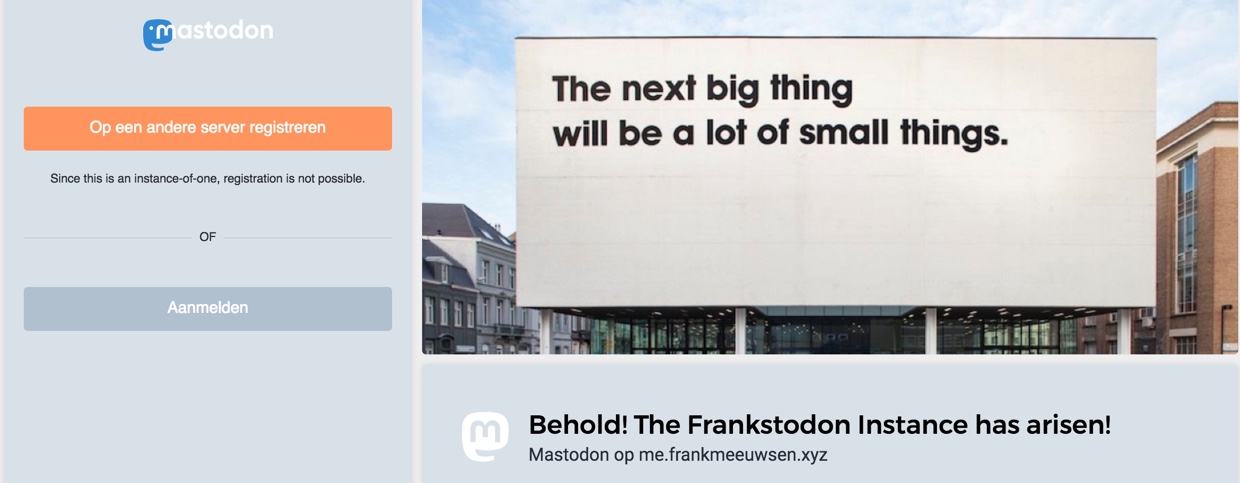 mastodon
Op een andere server registreren
Since this is an instance-of-one, registration is not possible.
OF
Aanmelden
The next big thing
will be a lot of small things.
Behold! The Frankstodon Instance has arisen!
Mastodon op me.frankmeeuwsen.xyz